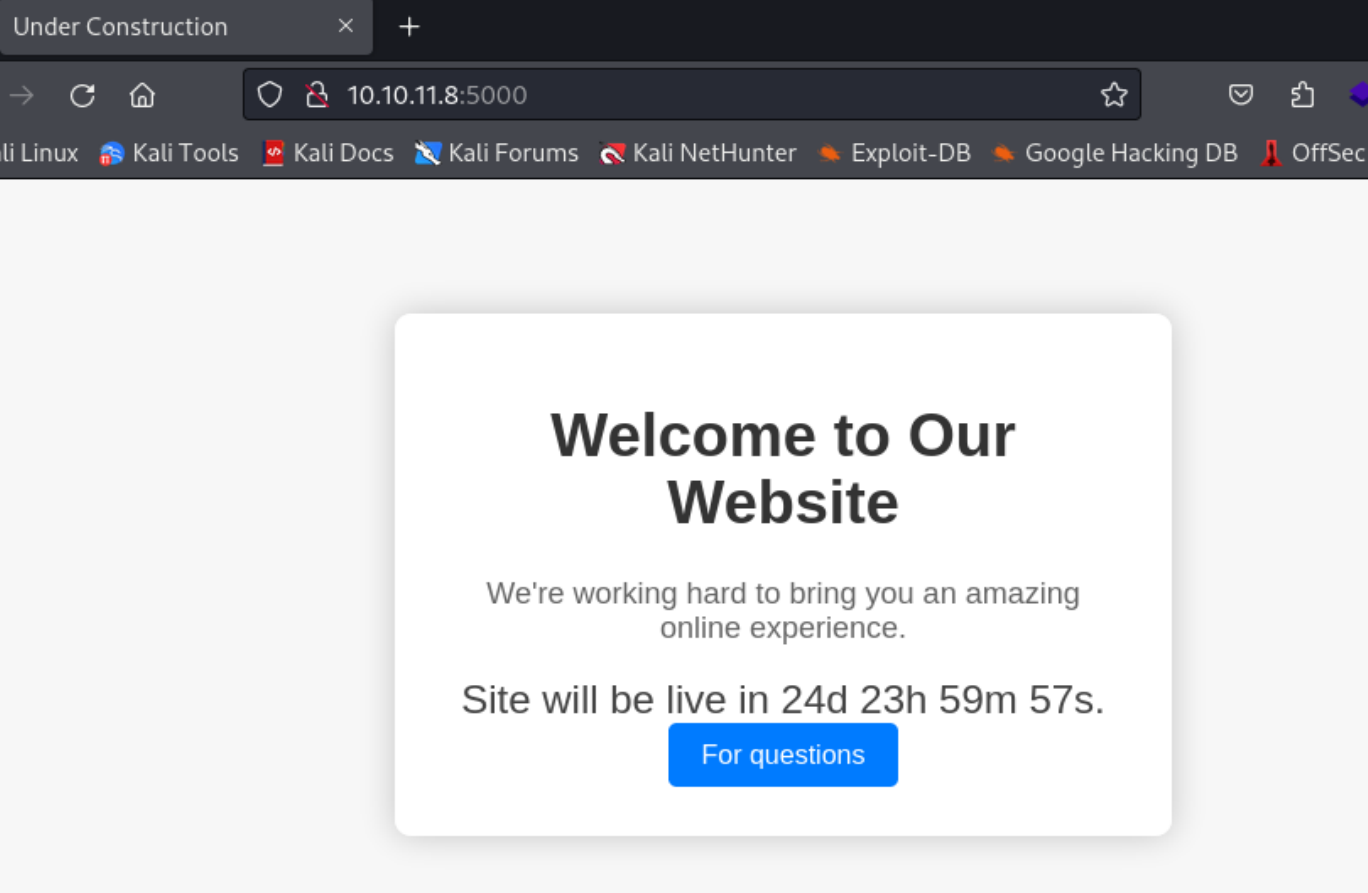 Under Construction
10.10.11.8:5000
li Linux Kali Tools Kali Docs Kali Forums Kali NetHunter Exploit-DB Google Hacking DB OffSec
Welcome to Our
Website
We're working hard to bring you an amazing
online experience.
Site will be live in 24d 23h 59m 57s.
For questions